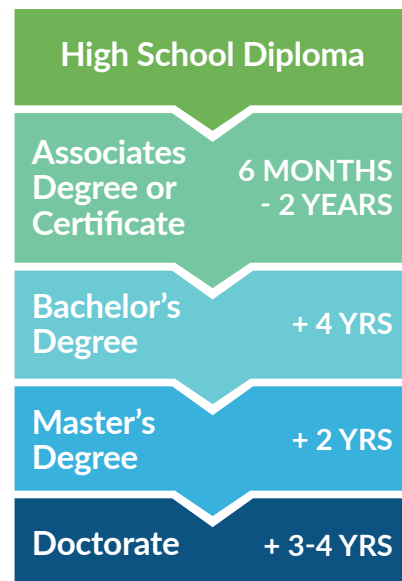 High School Diploma
Associates
Degree or
Certificate
6 MONTHS
- 2 YEARS
Bachelor's
Degree
+ 4 YRS
Master's
Degree
+ 2 YRS
Doctorate
+ 3-4 YRS